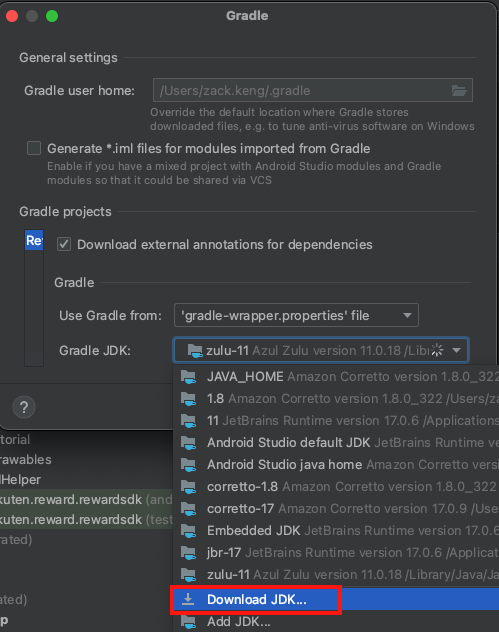 Gradle
General settings
Gradle user home: /Users/zack.keng/.gradle
Override the default location where Gradle stores
downloaded files, e.g. to tune anti-virus software on Windows
Generate *.iml files for modules imported from Gradle
Enable if you have a mixed project with Android Studio modules and Gradle
modules so that it could be shared via VCS
Gradle projects
Re
Download external annotations for dependencies
Gradle
Use Gradle from: 'gradle-wrapper.properties' file
Gradle JDK: zulu-11 Azul Zulu version 11.0.18 /Libr
JAVA_HOME Amazon Corretto version 1.8.0_322
1.8 Amazon Corretto version 1.8.0_322 /Users/za
11 JetBrains Runtime version 17.0.6 /Applications
Android Studio default JDK JetBrains Runtime ver
Android Studio java home Amazon Corretto versio
corretto-1.8 Amazon Corretto version 1.8.0_322
corretto-17 Amazon Corretto version 17.0.9 /Use
Embedded JDK JetBrains Runtime version 17.0.6
jbr-17 JetBrains Runtime version 17.0.6 /Applicat
zulu-11 Azul Zulu version 11.0.18 /Library/Java/Ja
Download JDK...
Add JDK...
?
torial
rawables
lHelper
kuten.reward.rewardsdk (and
kuten.reward.rewardsdk (test
rated)
ated)
p